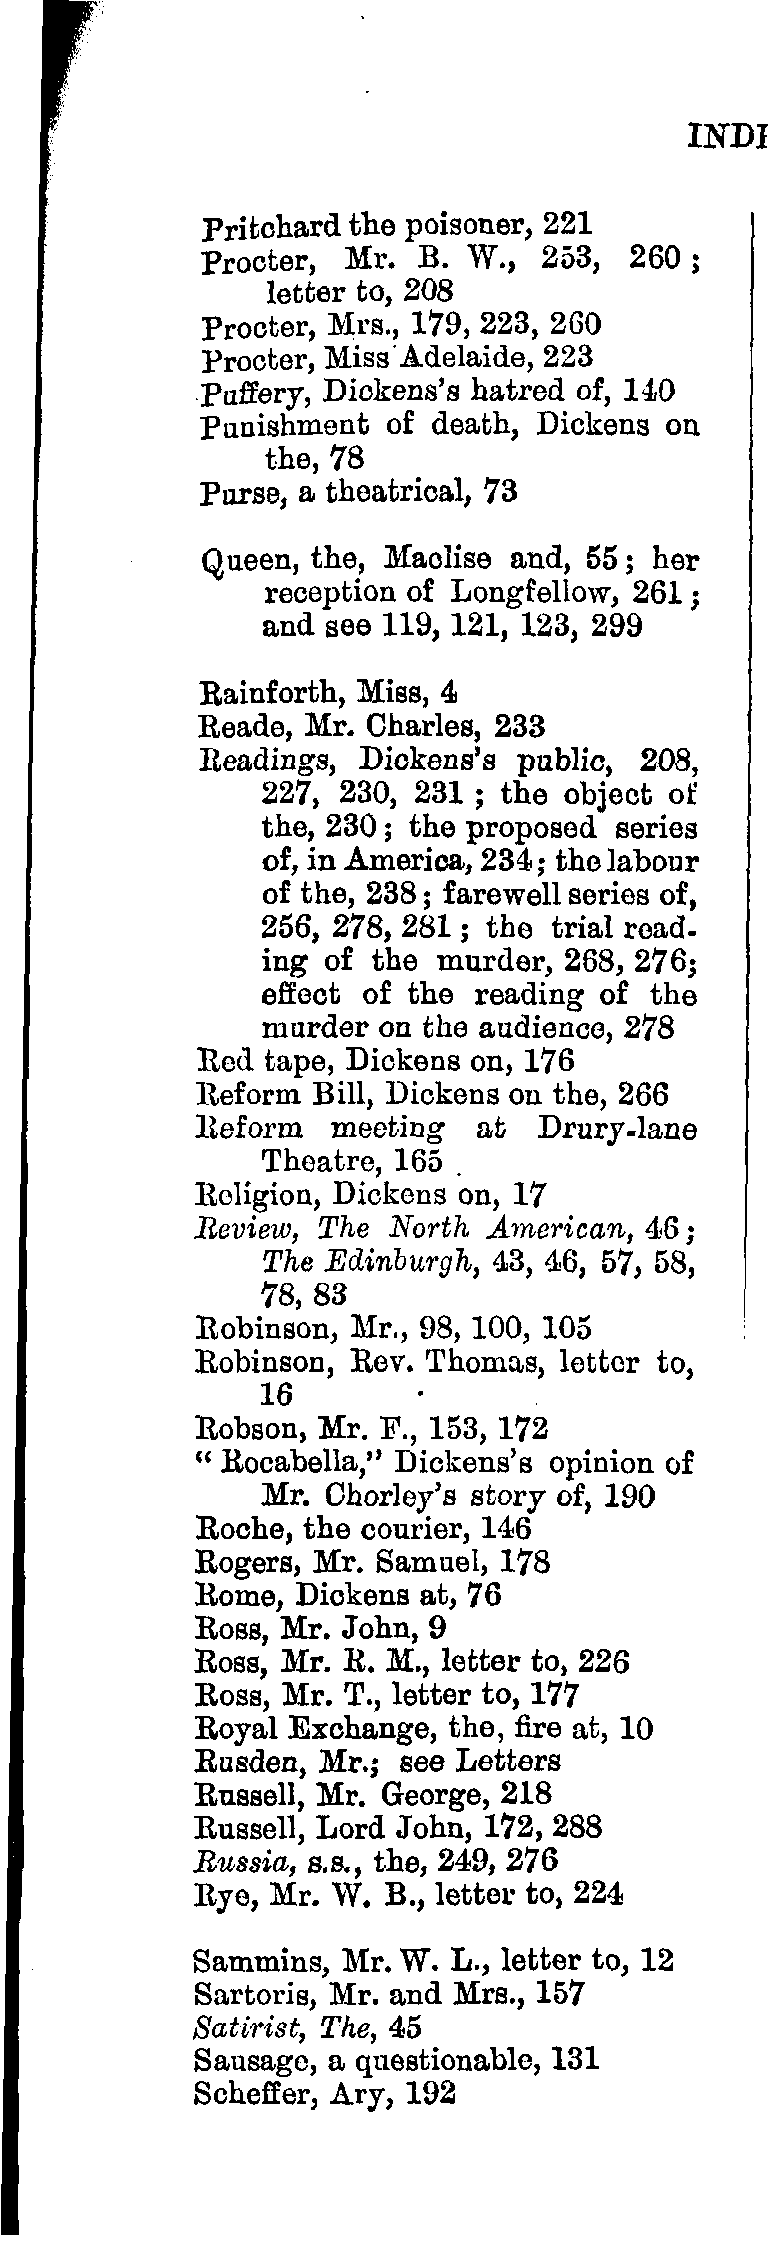 INDE
Pritchard the poisoner, 221
Procter, Mr. B. W., 253, 260;
letter to, 208
Procter, Mrs., 179, 223, 260
Procter, Miss Adelaide, 223
Puffery, Dickens's hatred of, 140
Punishment of death, Dickens on
the, 78
Purse, a theatrical, 73
Queen, the, Maclise and, 55; her
reception of Longfellow, 261;
and see 119, 121, 123, 299
Rainforth, Miss, 4
Reade, Mr. Charles, 233
Readings, Dickens's public, 208,
227, 230, 231; the object of
the, 230; the proposed series
of, in America, 234; the labour
of the, 238; farewell series of,
256, 278, 281; the trial read-
ing of the murder, 268, 276;
effect of the reading of the
murder on the audience, 278
Red tape, Dickens on, 176
Reform Bill, Dickens on the, 266
Reform meeting at Drury-lane
Theatre, 165
Religion, Dickens on, 17
Review, The North American, 46;
The Edinburgh, 43, 46, 57, 58,
78, 83
Robinson, Mr., 98, 100, 105
Robinson, Rev. Thomas, letter to,
16
Robson, Mr. F., 153, 172
"Rocabella," Dickens's opinion of
Mr. Chorley's story of, 190
Roche, the courier, 146
Rogers, Mr. Samuel, 178
Rome, Dickens at, 76
Ross, Mr. John, 9
Ross, Mr. R. M., letter to, 226
Ross, Mr. T., letter to, 177
Royal Exchange, the, fire at, 10
Rusden, Mr.; see Letters
Russell, Mr. George, 218
Russell, Lord John, 172, 288
Russia, s.s., the, 249, 276
Rye, Mr. W. B., letter to, 224
Sammins, Mr. W. L., letter to, 12
Sartoris, Mr. and Mrs., 157
Satirist, The, 45
Sausage, a questionable, 131
Scheffer, Ary, 192